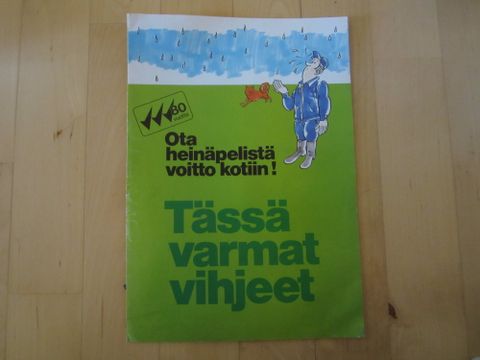 80
vuotta
Ota
heinäpelistä
voitto kotiin!
Tässä
varmat
vihjeet